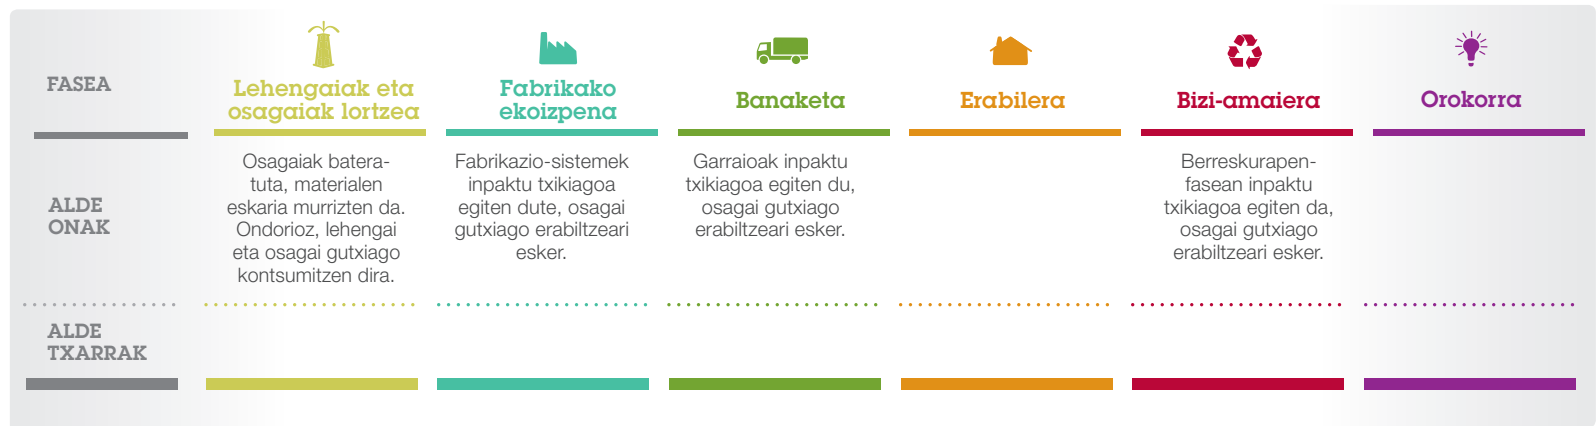 FASEA
Lehengaiak eta
osagaiak lortzea
Fabrikako
ekoizpena
Banaketa
Erabilera
Bizi-amaiera
Orokorra
ALDE
ONAK
Osagaiak batera-
tuta, materialen
eskaria murrizten da.
Ondorioz, lehengai
eta osagai gutxiago
kontsumitzen dira.
Fabrikazio-sistemek
inpaktu txikiagoa
egiten dute, osagai
gutxiago erabiltzeari
esker.
Garraioak inpaktu
txikiagoa egiten du,
osagai gutxiago
erabiltzeari esker.
Berreskurapen-
fasean inpaktu
txikiagoa egiten da,
osagai gutxiago
erabiltzeari esker.
ALDE
TXARRAK